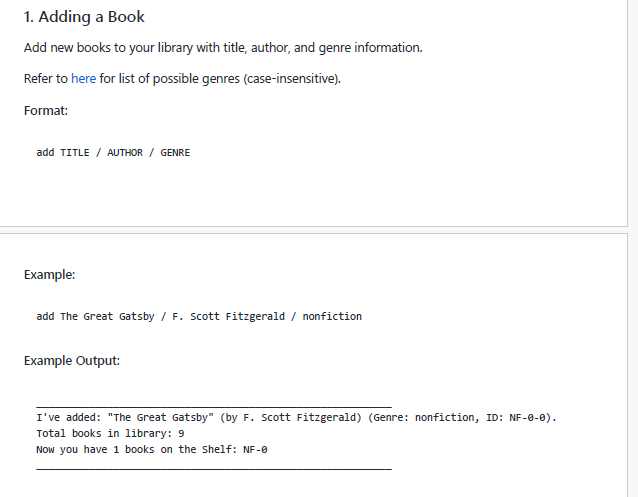 1. Adding a Book
Add new books to your library with title, author, and genre information.
Refer to here for list of possible genres (case-insensitive).
Format:
add TITLE / AUTHOR / GENRE
Example:
add The Great Gatsby / F. Scott Fitzgerald / nonfiction
Example Output:
I've added: "The Great Gatsby" (by F. Scott Fitzgerald) (Genre: nonfiction, ID: NF-0-0).
Total books in library: 9
Now you have 1 books on the Shelf: NF-0